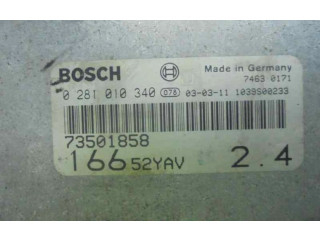 BOSCH Made in Germany
7463 0171
0 281 010 340 078 03-03-11 1039S08233
73501858
166 52YAV 2.4